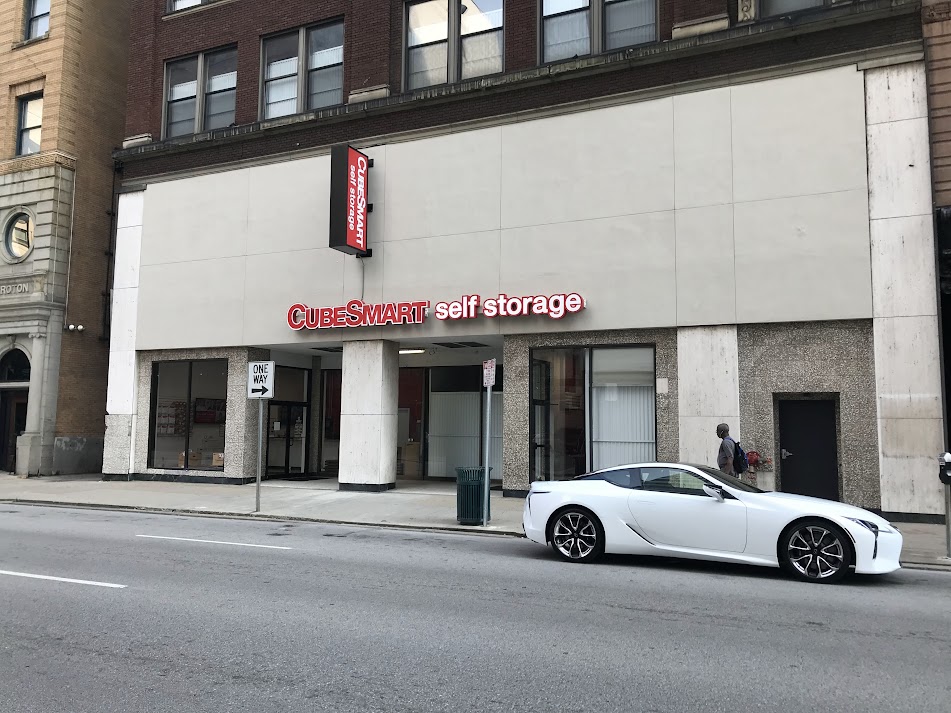 CUBESMART
self storage
CUBESMART self storage
ONE
WAY
ROTON